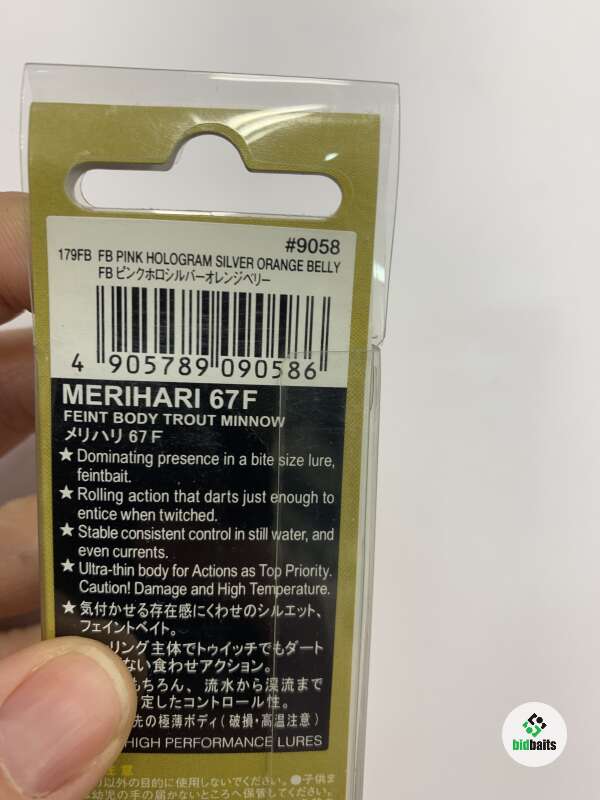 #9058
179FB FB PINK HOLOGRAM SILVER ORANGE BELLY
FB ピンクホロシルバーオレンジベリー
4 905789 090586
MERIHARI 67F
FEINT BODY TROUT MINNOW
メリハリ 67F
★ Dominating presence in a bite size lure,
feintbait.
★ Rolling action that darts just enough to
entice when twitched.
★ Stable consistent control in still water, and
even currents.
★ Ultra-thin body for Actions as Top Priority.
Caution! Damage and High Temperature.
★ 気付かせる存在感にくわせのシルエット、
フェイントベイト。
リング主体でトゥイッチでもダート
ない食わせアクション。
もちろん、流水から渓流まで
定したコントロール性。
先の極薄ボディ(破損・高温注意)
HIGH PERFORMANCE LURES
注意
以外の目的に使用しないでください。●子供ま
幼児の手の届かないところへ保管してください。
bidbaits